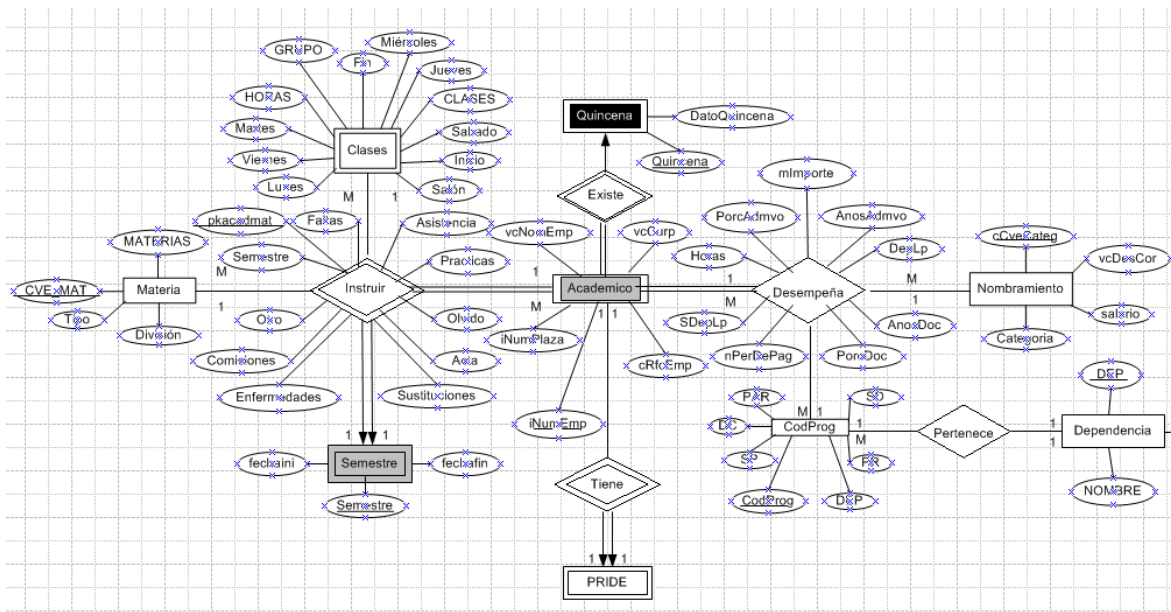 GRUPO
Miércoles
Fin
Jueves
HORAS
CLASES
Martes
Clases
Sabado
Viernes
Inicio
Lunes
Salón
M
1
Quincena
DatoQuincena
Quincena
Existe
mImporte
pkacadmat
Faltas
Asistencia
vcNomEmp
vcCurp
PorcAdmvo
AnosAdmvo
cCveCateg
MATERIAS
Semestre
Practicas
Horas
DepLp
vcDesCor
M
1
1
M
CVE_MAT
Materia
Instruir
Academico
Desempeña
Nombramiento
1
M
M
1
Tipo
Oxo
Olvido
iNumPlaza
SDepLp
AnosDoc
salario
División
1
1
Comisiones
Acta
cRfcEmp
nPerDePag
PorcDoc
Categoria
Enfermedades
Sustituciones
iNumEmp
PAR
SD
DEP
M
1
DC
CodProg
1
M
Pertenece
1
1
Dependencia
1
1
fechaini
Semestre
fechafin
SP
PR
Semestre
Tiene
CodProg
DEP
NOMBRE
1
1
PRIDE